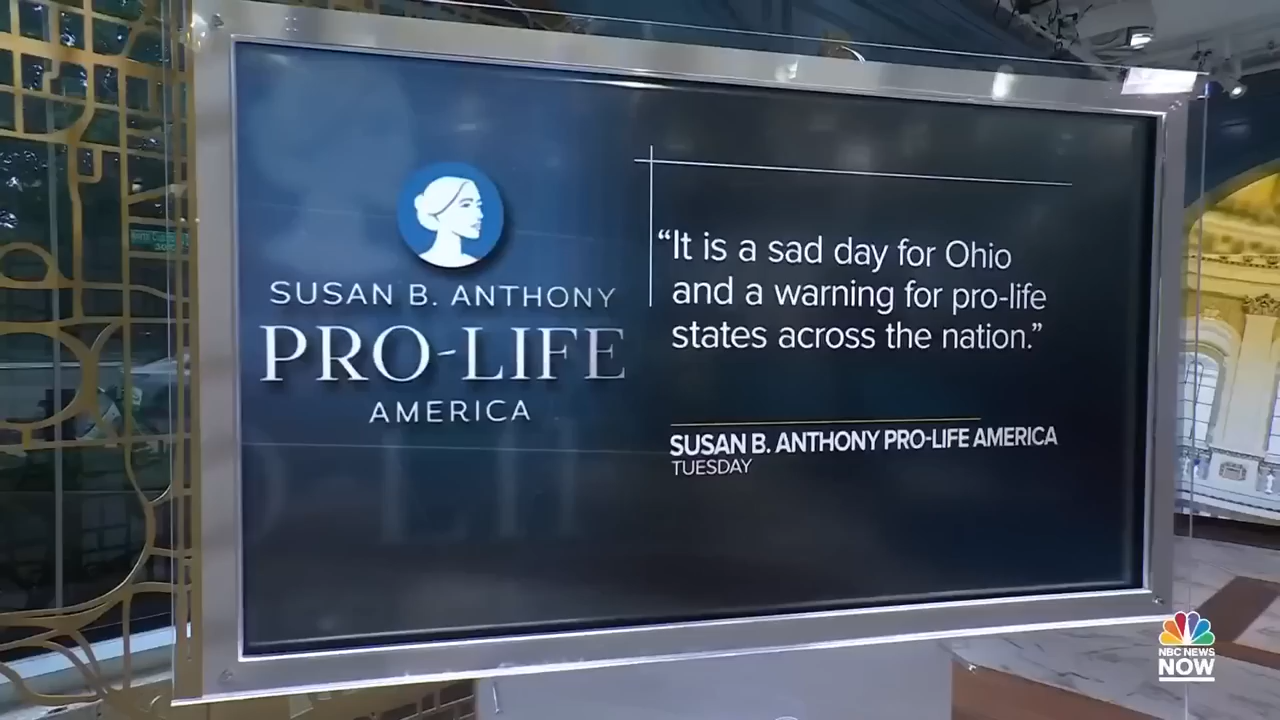 SUSAN B. ANTHONY
PRO-LIFE
AMERICA
“It is a sad day for Ohio
and a warning for pro-life
states across the nation.”
SUSAN B. ANTHONY PRO-LIFE AMERICA
TUESDAY
NBC NEWS
NOW